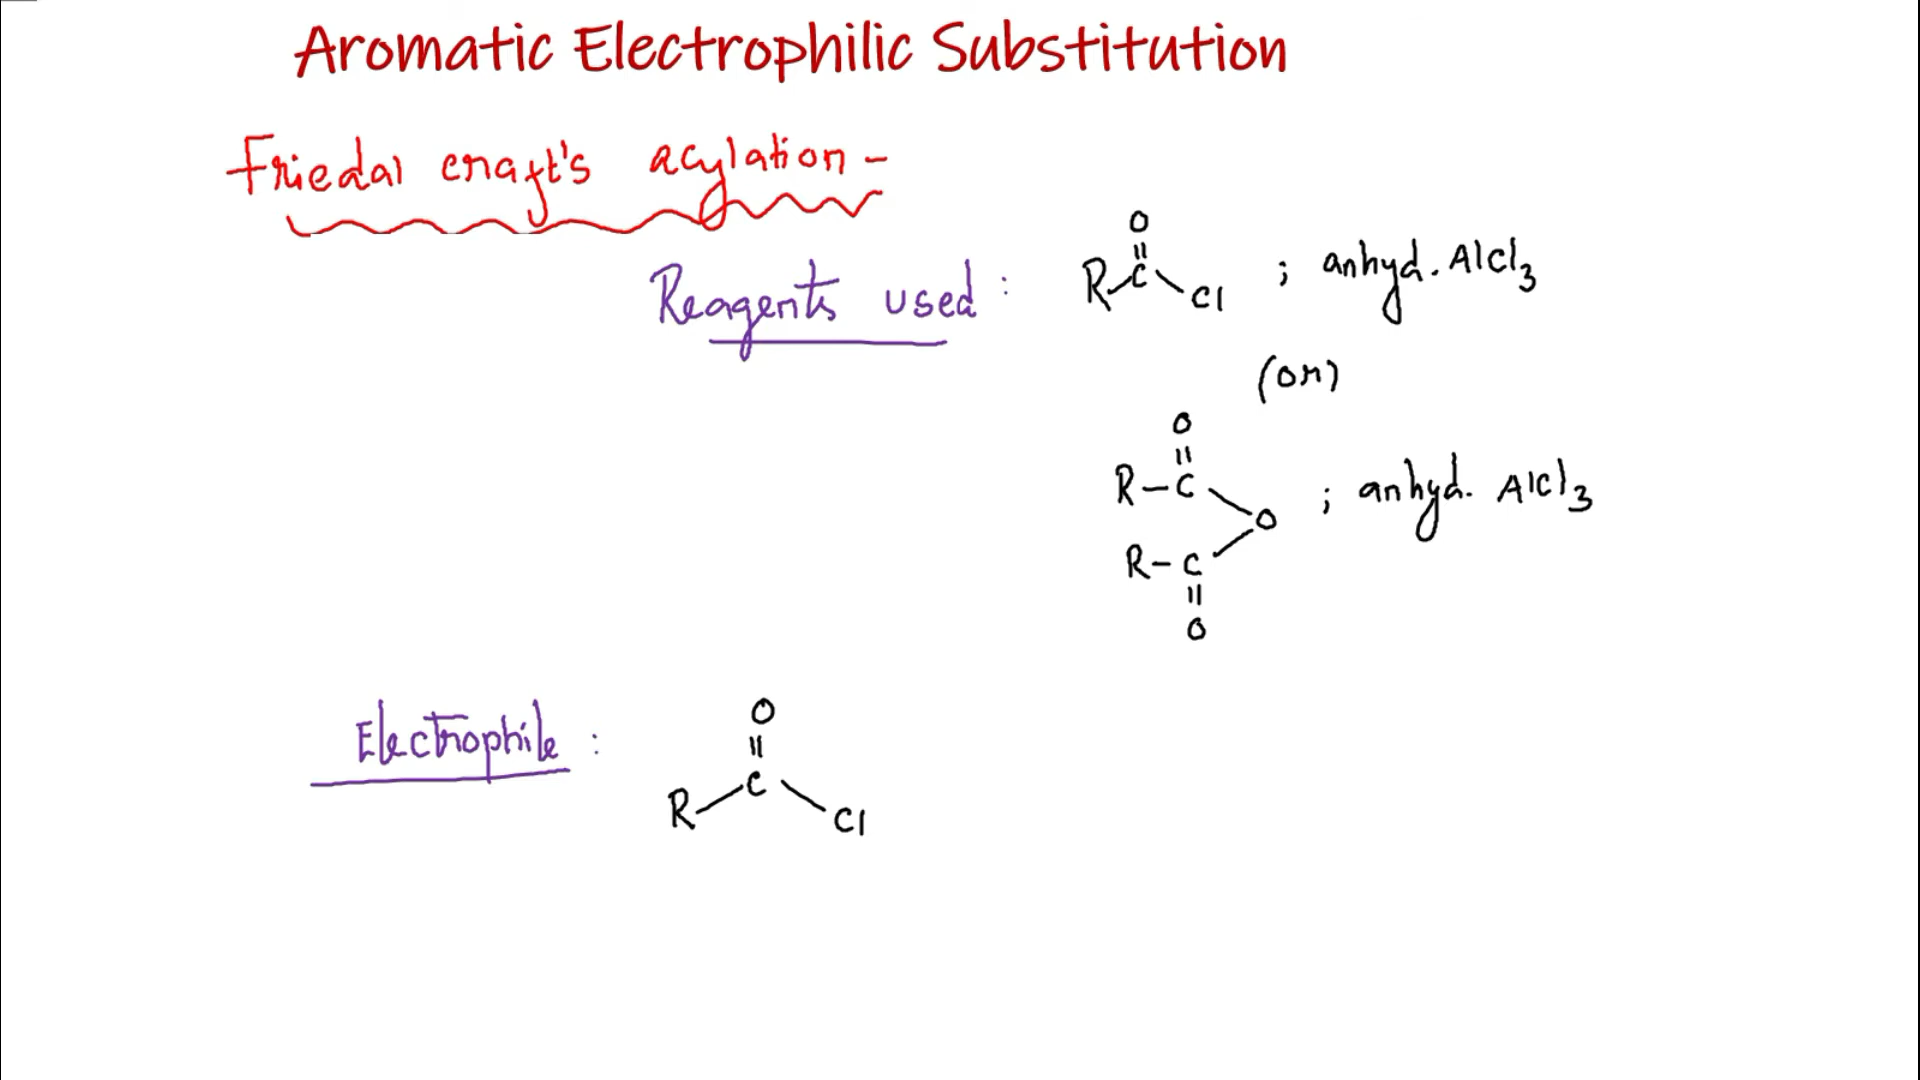 Aromatic Electrophilic Substitution
Friedal craft's acylation -
O
Reagents used : R C Cl ; anhyd. AlCl3
(or)
O
R-C O ; anhyd. AlCl3
R-C
O
O
Electrophile : R C Cl